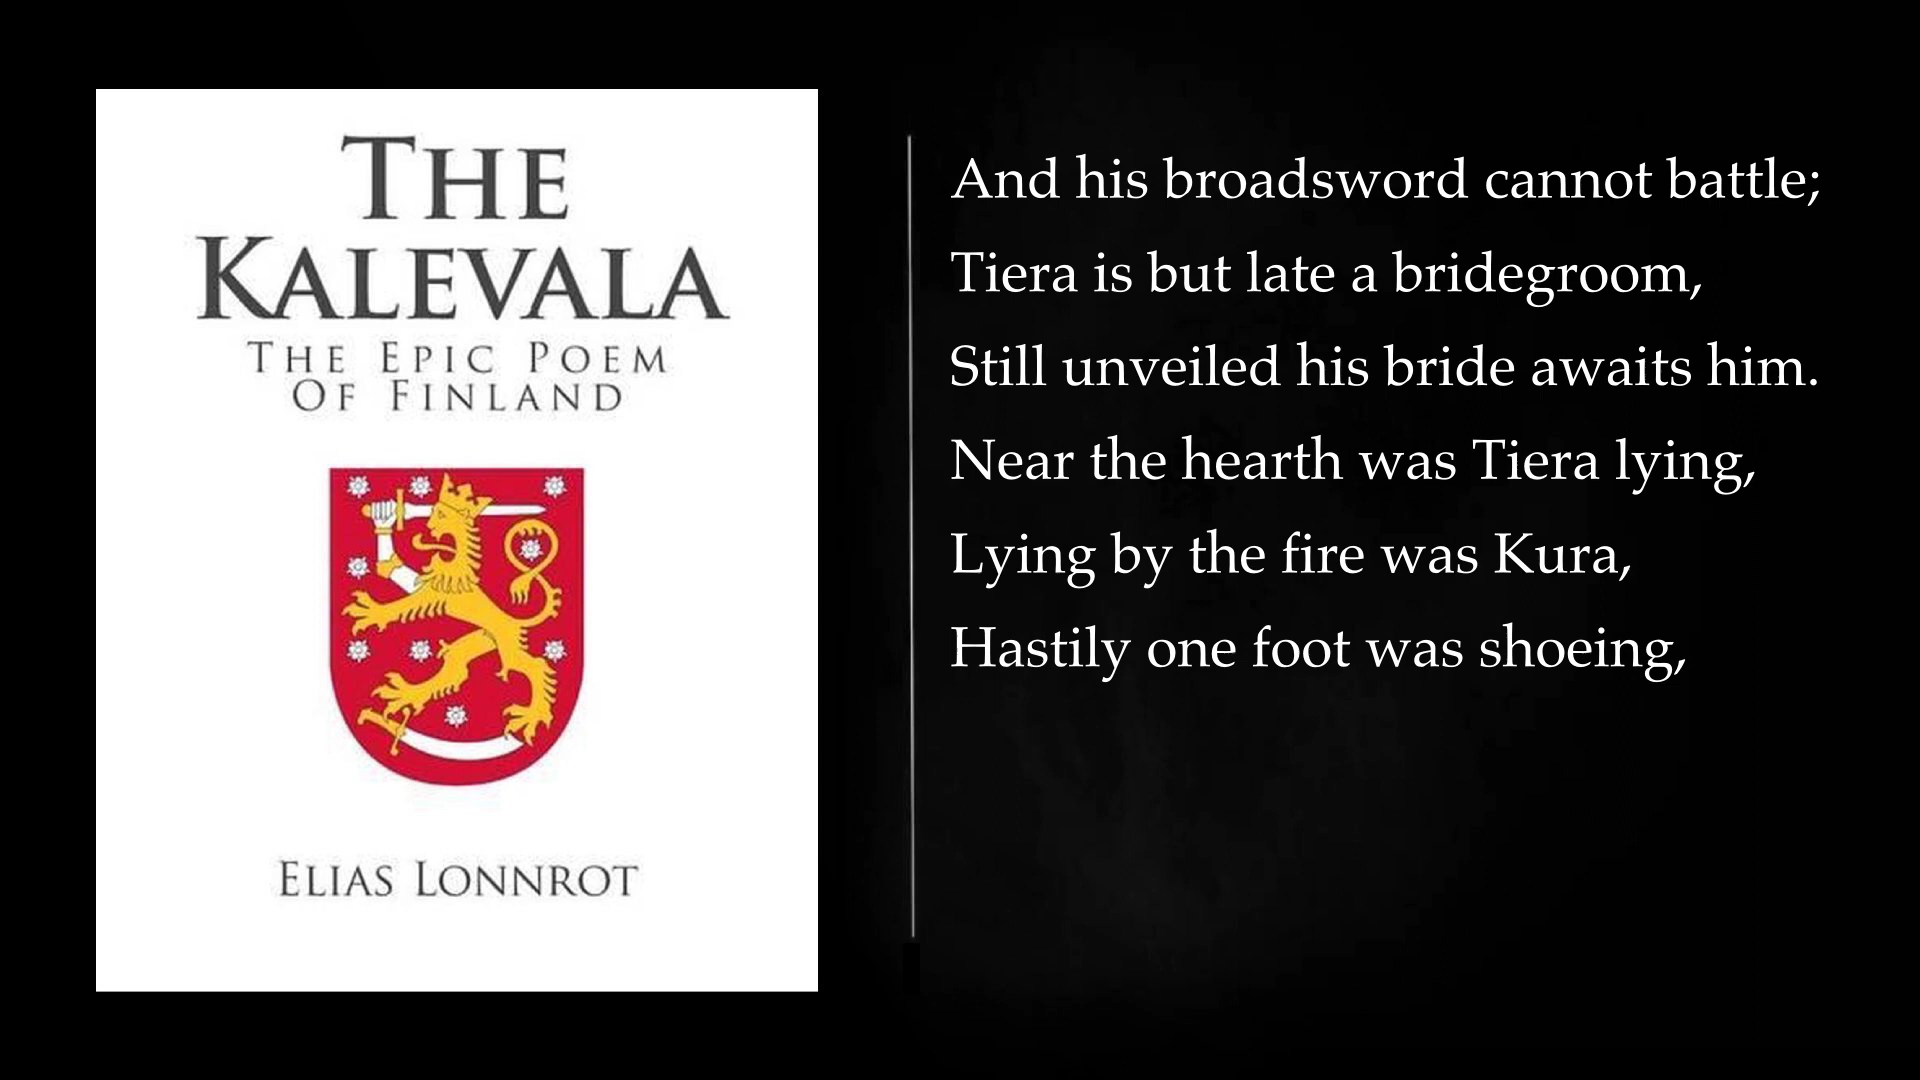 THE
KALEVALA
THE EPIC POEM
OF FINLAND
ELIAS LONNROT
And his broadsword cannot battle;
Tiera is but late a bridegroom,
Still unveiled his bride awaits him.
Near the hearth was Tiera lying,
Lying by the fire was Kura,
Hastily one foot was shoeing,